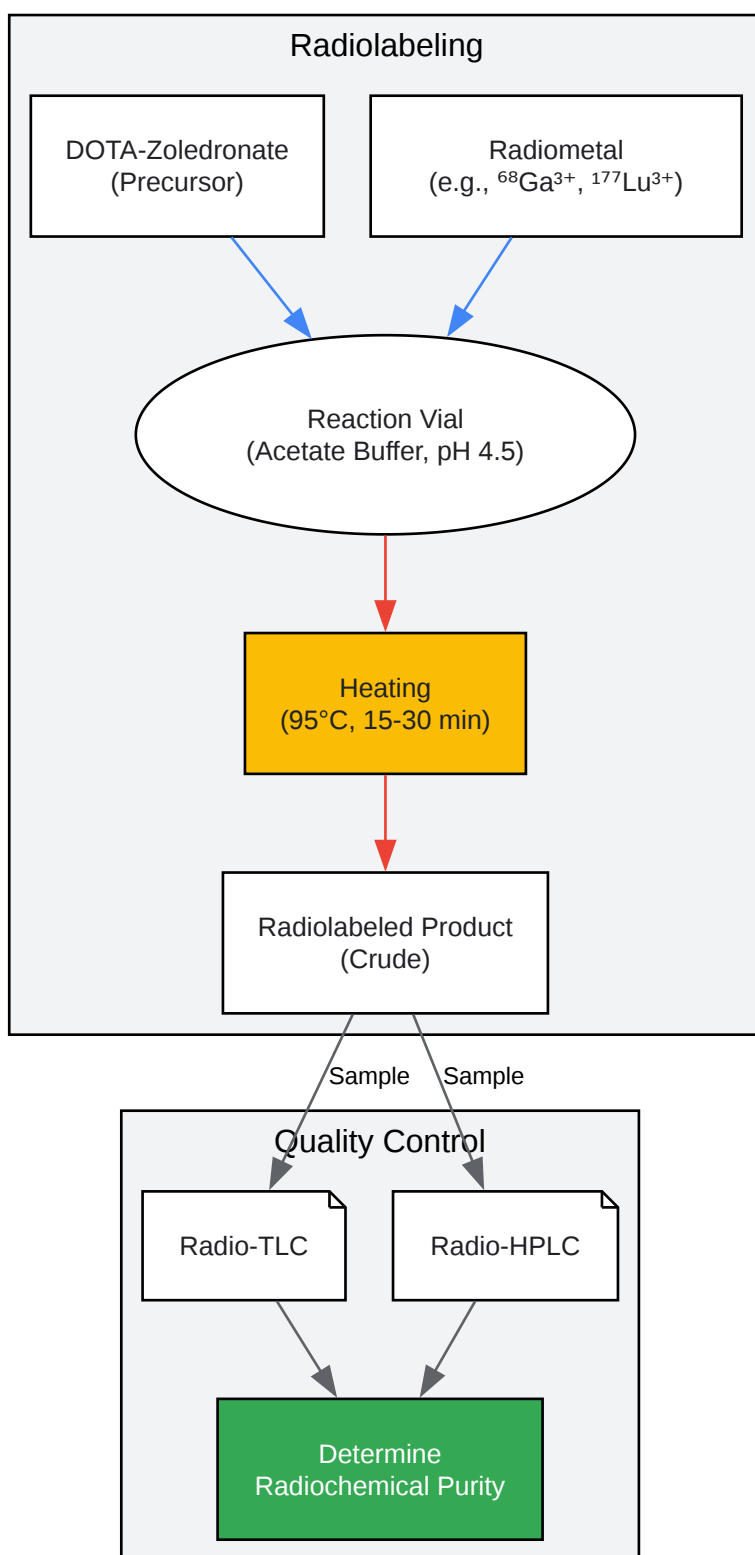 Radiolabeling
DOTA-Zoledronate
(Precursor)
Radiometal
(e.g., ⁶⁸Ga³⁺, ¹⁷⁷Lu³⁺)
Reaction Vial
(Acetate Buffer, pH 4.5)
Heating
(95°C, 15-30 min)
Radiolabeled Product
(Crude)
Sample
Sample
Quality Control
Radio-TLC
Radio-HPLC
Determine
Radiochemical Purity